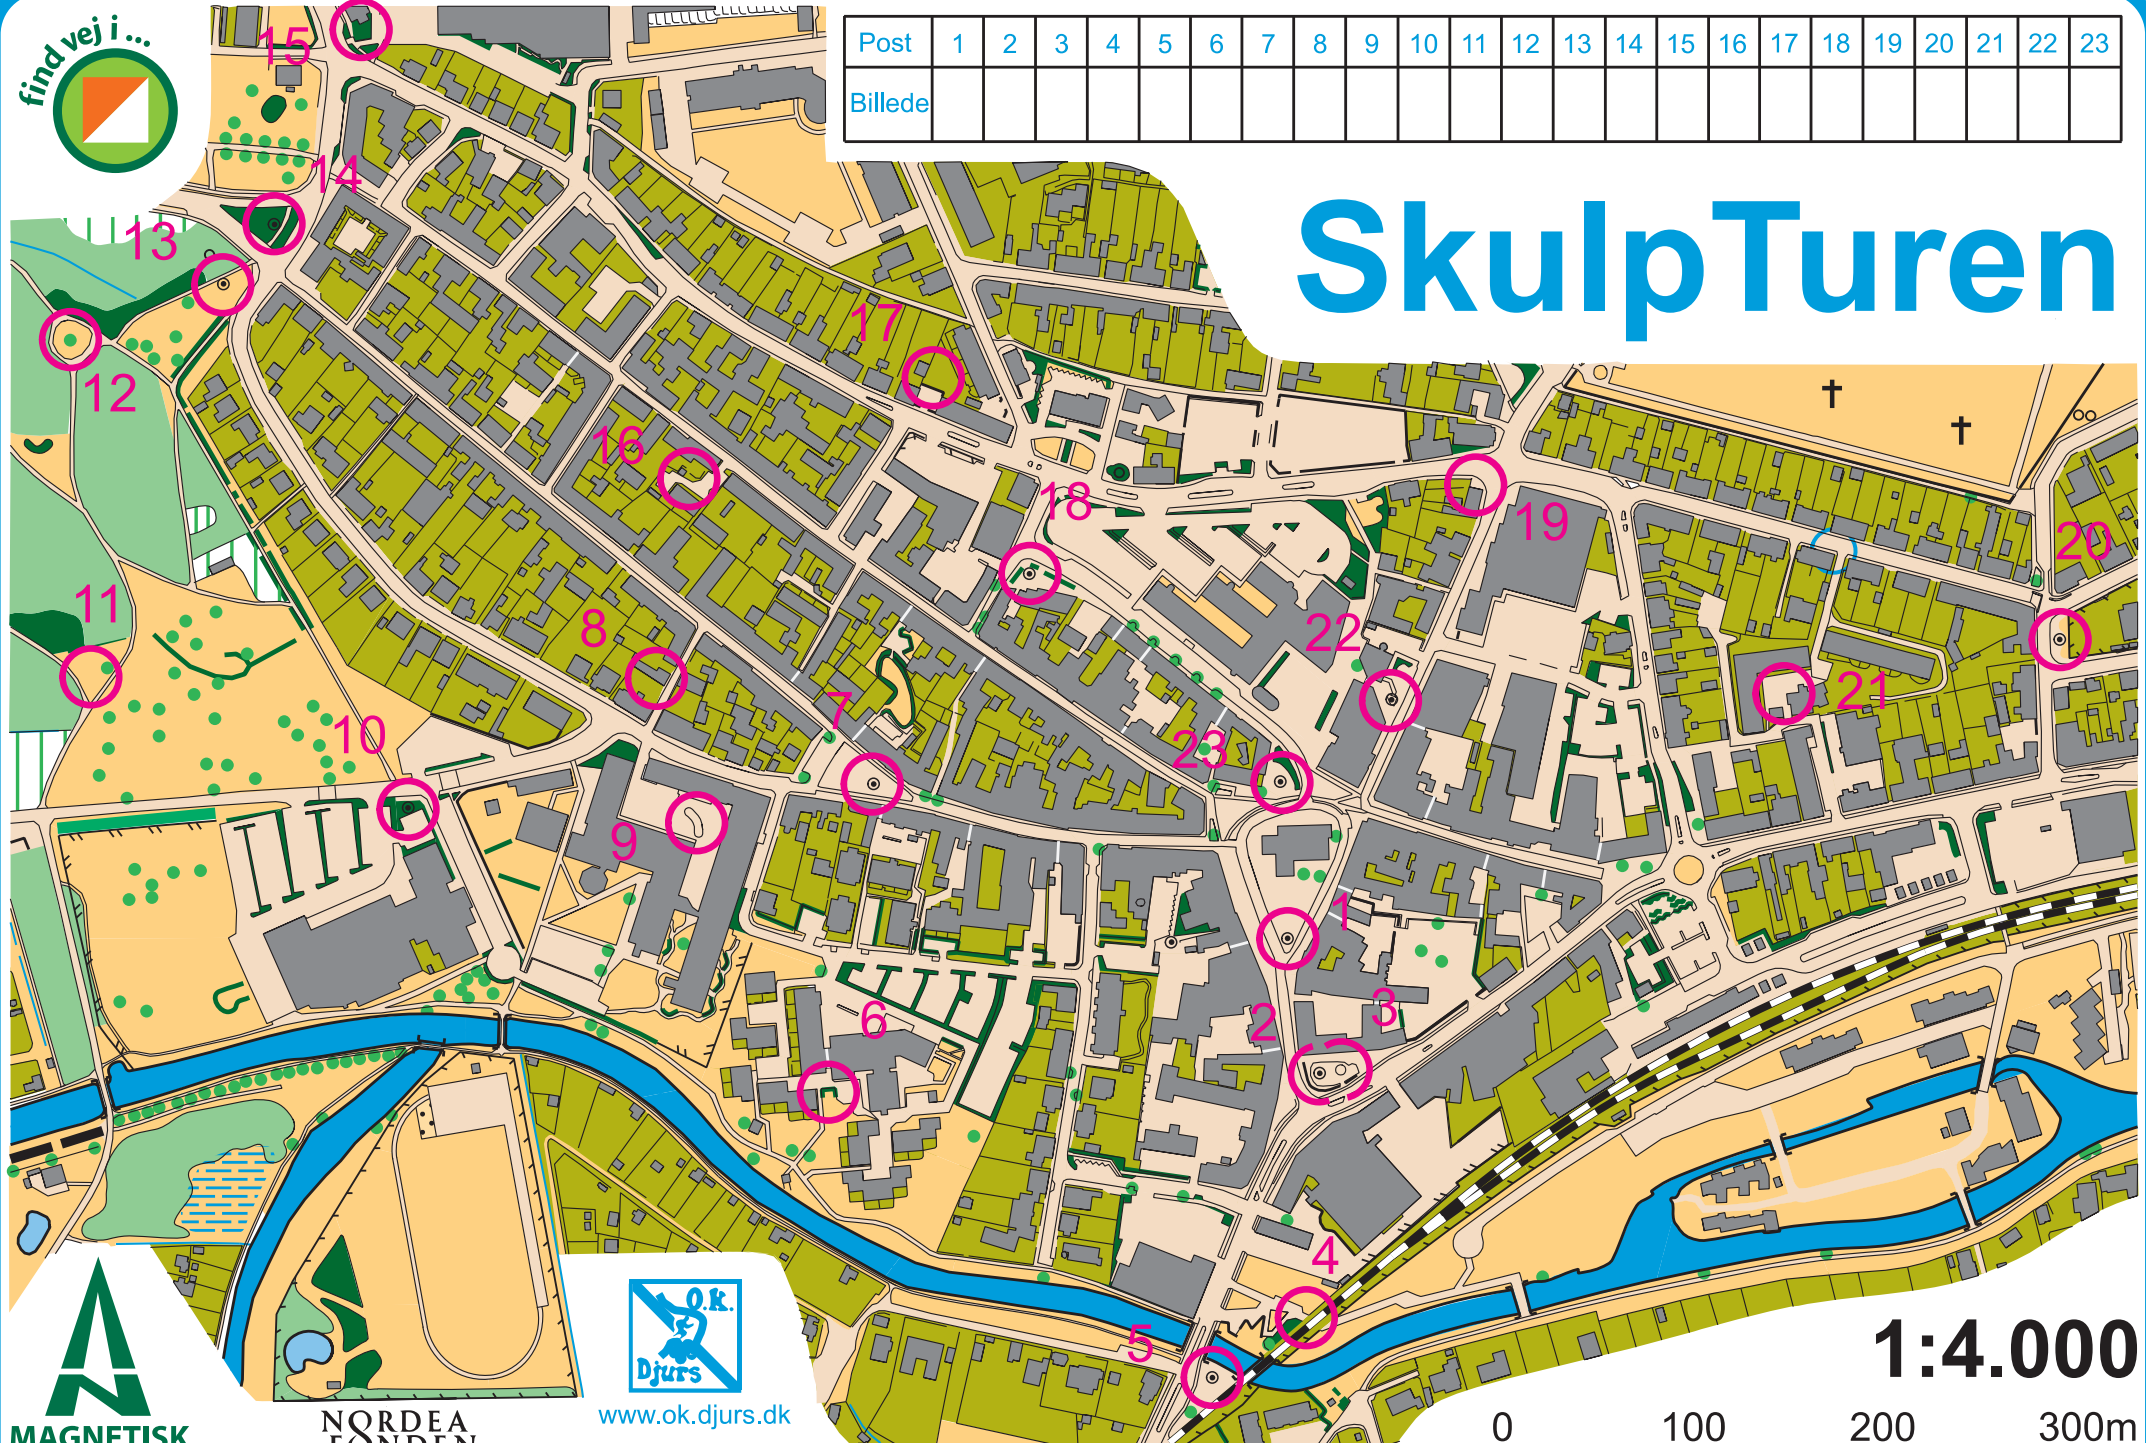 find vej i ...
Post 1 2 3 4 5 6 7 8 9 10 11 12 13 14 15 16 17 18 19 20 21 22 23
Billede
SkulpTuren
15
14
13
17
12
16
18
19
20
11
8
22
21
7
10
23
9
1
6
2
3
4
5
O.K.
Djurs
www.ok.djurs.dk
MAGNETISK
NORDEA
FONDEN
1:4.000
0 100 200 300m